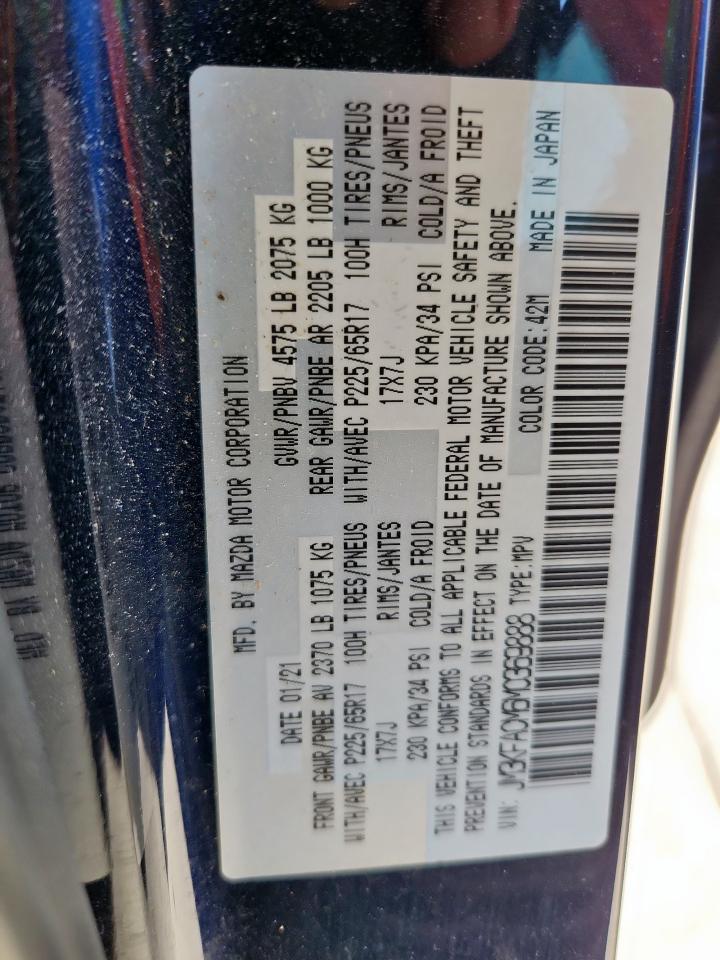 MFD. BY MAZDA MOTOR CORPORATION
DATE 01/21 GVWR/PNBV 4575 LB 2075 KG
FRONT GAWR/PNBE AV 2370 LB 1075 KG REAR GAWR/PNBE AR 2205 LB 1000 KG
WITH/AVEC P225/65R17 100H TIRES/PNEUS WITH/AVEC P225/65R17 100H TIRES/PNEUS
17X7J RIMS/JANTES 17X7J RIMS/JANTES
230 KPA/34 PSI COLD/A FROID 230 KPA/34 PSI COLD/A FROID
THIS VEHICLE CONFORMS TO ALL APPLICABLE FEDERAL MOTOR VEHICLE SAFETY AND THEFT
PREVENTION STANDARDS IN EFFECT ON THE DATE OF MANUFACTURE SHOWN ABOVE.
VIN: JM3KFACM6M0369888 TYPE:MPV COLOR CODE:42M MADE IN JAPAN